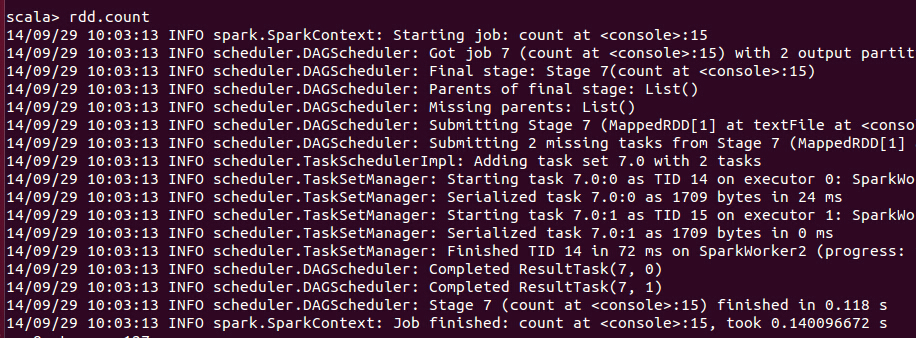 scala> rdd.count
14/09/29 10:03:13 INFO spark.SparkContext: Starting job: count at <console>:15
14/09/29 10:03:13 INFO scheduler.DAGScheduler: Got job 7 (count at <console>:15) with 2 output partit
14/09/29 10:03:13 INFO scheduler.DAGScheduler: Final stage: Stage 7(count at <console>:15)
14/09/29 10:03:13 INFO scheduler.DAGScheduler: Parents of final stage: List()
14/09/29 10:03:13 INFO scheduler.DAGScheduler: Missing parents: List()
14/09/29 10:03:13 INFO scheduler.DAGScheduler: Submitting Stage 7 (MappedRDD[1] at textFile at <conso
14/09/29 10:03:13 INFO scheduler.DAGScheduler: Submitting 2 missing tasks from Stage 7 (MappedRDD[1]
14/09/29 10:03:13 INFO scheduler.TaskSchedulerImpl: Adding task set 7.0 with 2 tasks
14/09/29 10:03:13 INFO scheduler.TaskSetManager: Starting task 7.0:0 as TID 14 on executor 0: SparkWo
14/09/29 10:03:13 INFO scheduler.TaskSetManager: Serialized task 7.0:0 as 1709 bytes in 24 ms
14/09/29 10:03:13 INFO scheduler.TaskSetManager: Starting task 7.0:1 as TID 15 on executor 1: SparkWo
14/09/29 10:03:13 INFO scheduler.TaskSetManager: Serialized task 7.0:1 as 1709 bytes in 0 ms
14/09/29 10:03:13 INFO scheduler.TaskSetManager: Finished TID 14 in 72 ms on SparkWorker2 (progress:
14/09/29 10:03:13 INFO scheduler.DAGScheduler: Completed ResultTask(7, 0)
14/09/29 10:03:13 INFO scheduler.DAGScheduler: Completed ResultTask(7, 1)
14/09/29 10:03:13 INFO scheduler.DAGScheduler: Stage 7 (count at <console>:15) finished in 0.118 s
14/09/29 10:03:13 INFO spark.SparkContext: Job finished: count at <console>:15, took 0.140096672 s